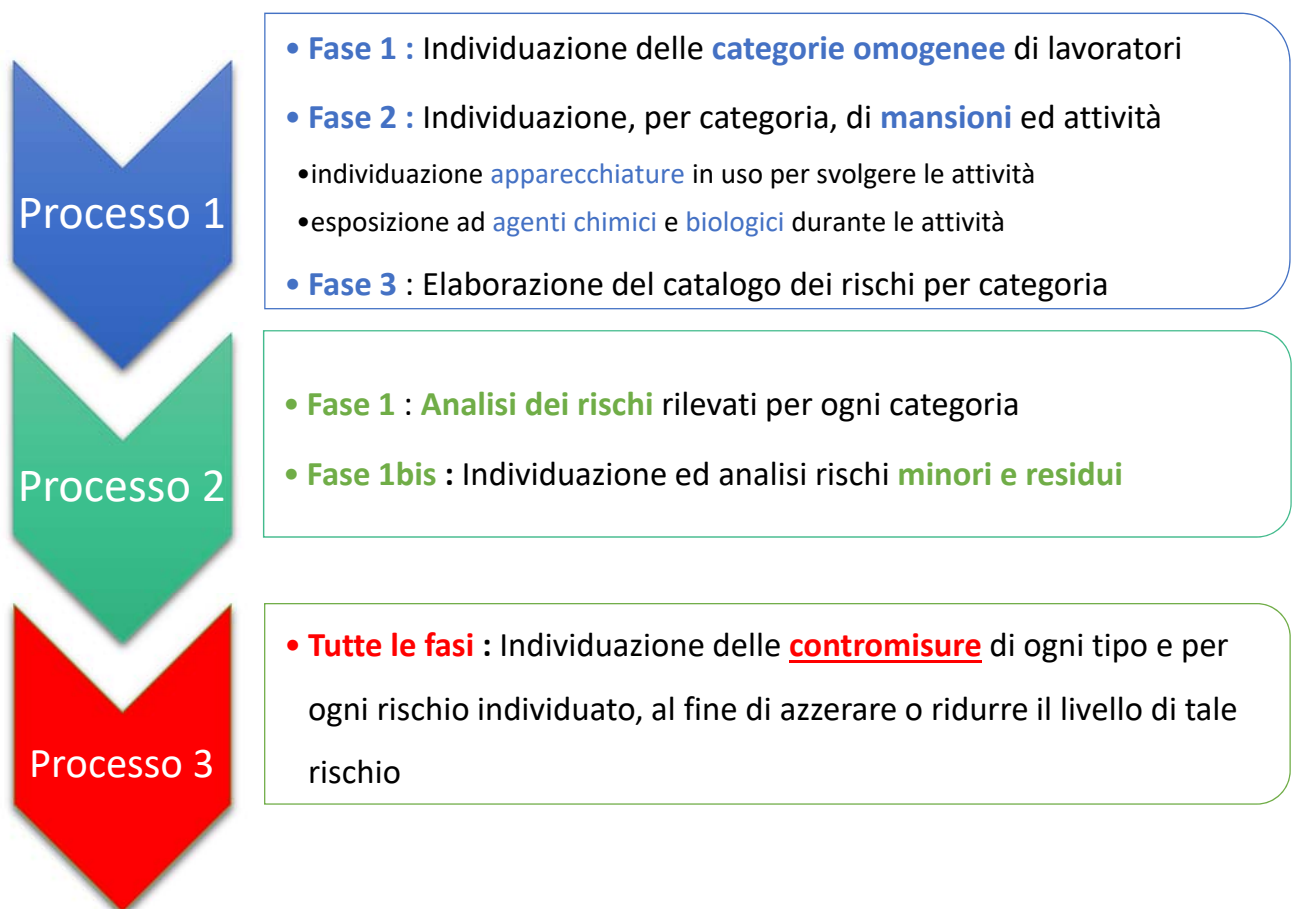 Processo 1
• Fase 1 : Individuazione delle categorie omogenee di lavoratori
• Fase 2 : Individuazione, per categoria, di mansioni ed attività
•individuazione apparecchiature in uso per svolgere le attività
•esposizione ad agenti chimici e biologici durante le attività
• Fase 3 : Elaborazione del catalogo dei rischi per categoria
Processo 2
• Fase 1 : Analisi dei rischi rilevati per ogni categoria
• Fase 1bis : Individuazione ed analisi rischi minori e residui
Processo 3
• Tutte le fasi : Individuazione delle contromisure di ogni tipo e per
ogni rischio individuato, al fine di azzerare o ridurre il livello di tale
rischio